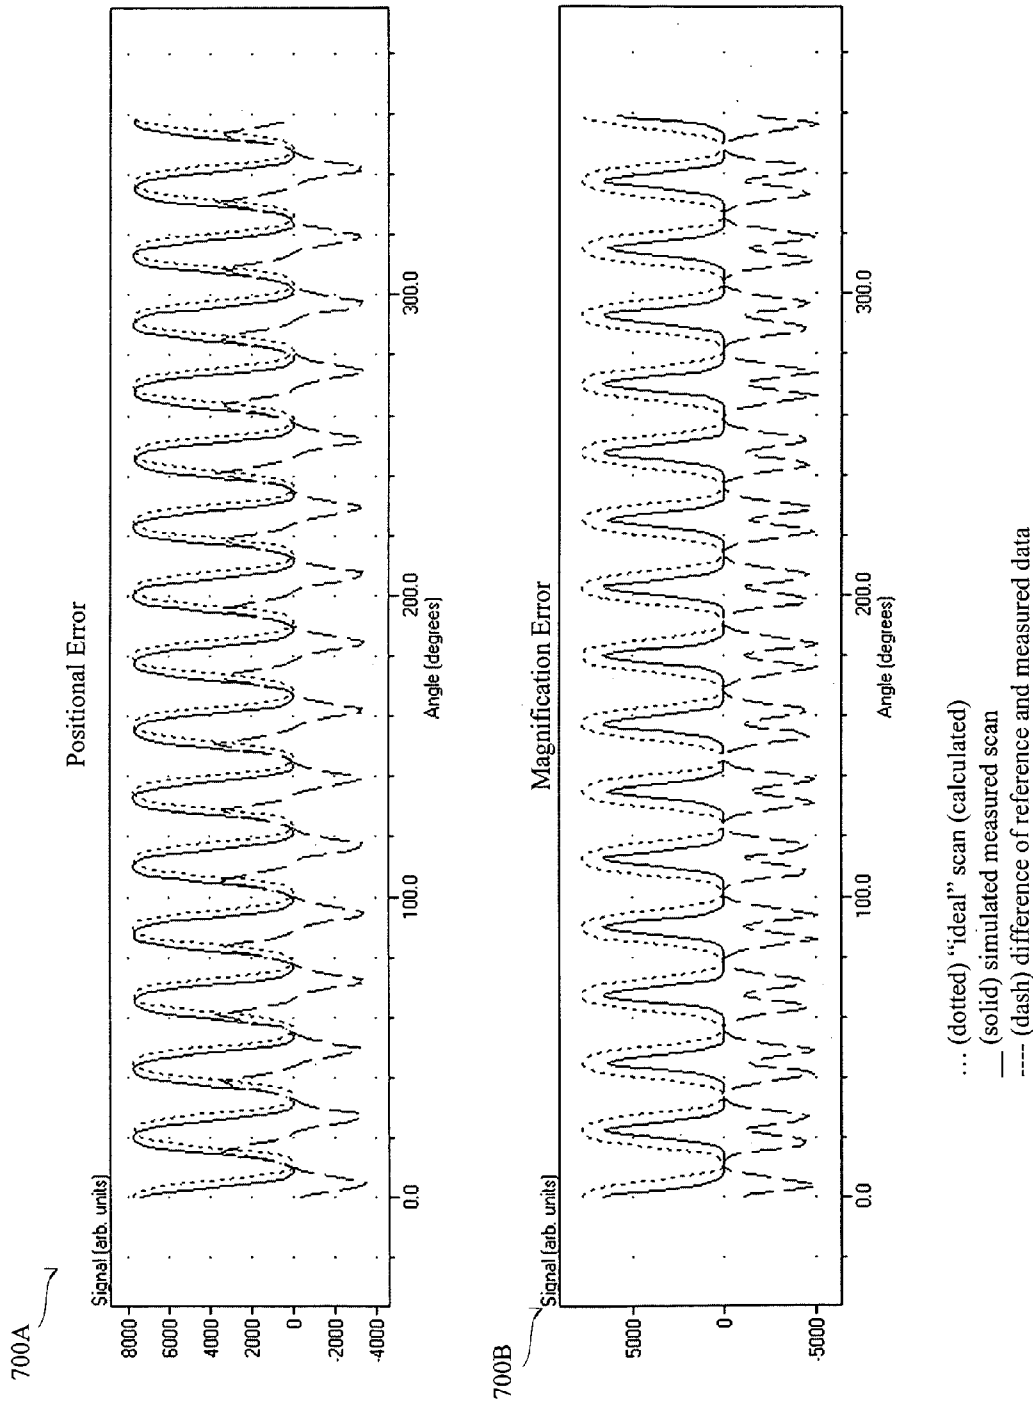 700A
Positional Error
Signal (arb. units)
8000
6000
4000
2000
0
-2000
-4000
0.0
100.0
200.0
300.0
Angle (degrees)
700B
Magnification Error
Signal (arb. units)
5000
0
-5000
0.0
100.0
200.0
300.0
Angle (degrees)
… (dotted) “ideal” scan (calculated)
— (solid) simulated measured scan
---- (dash) difference of reference and measured data